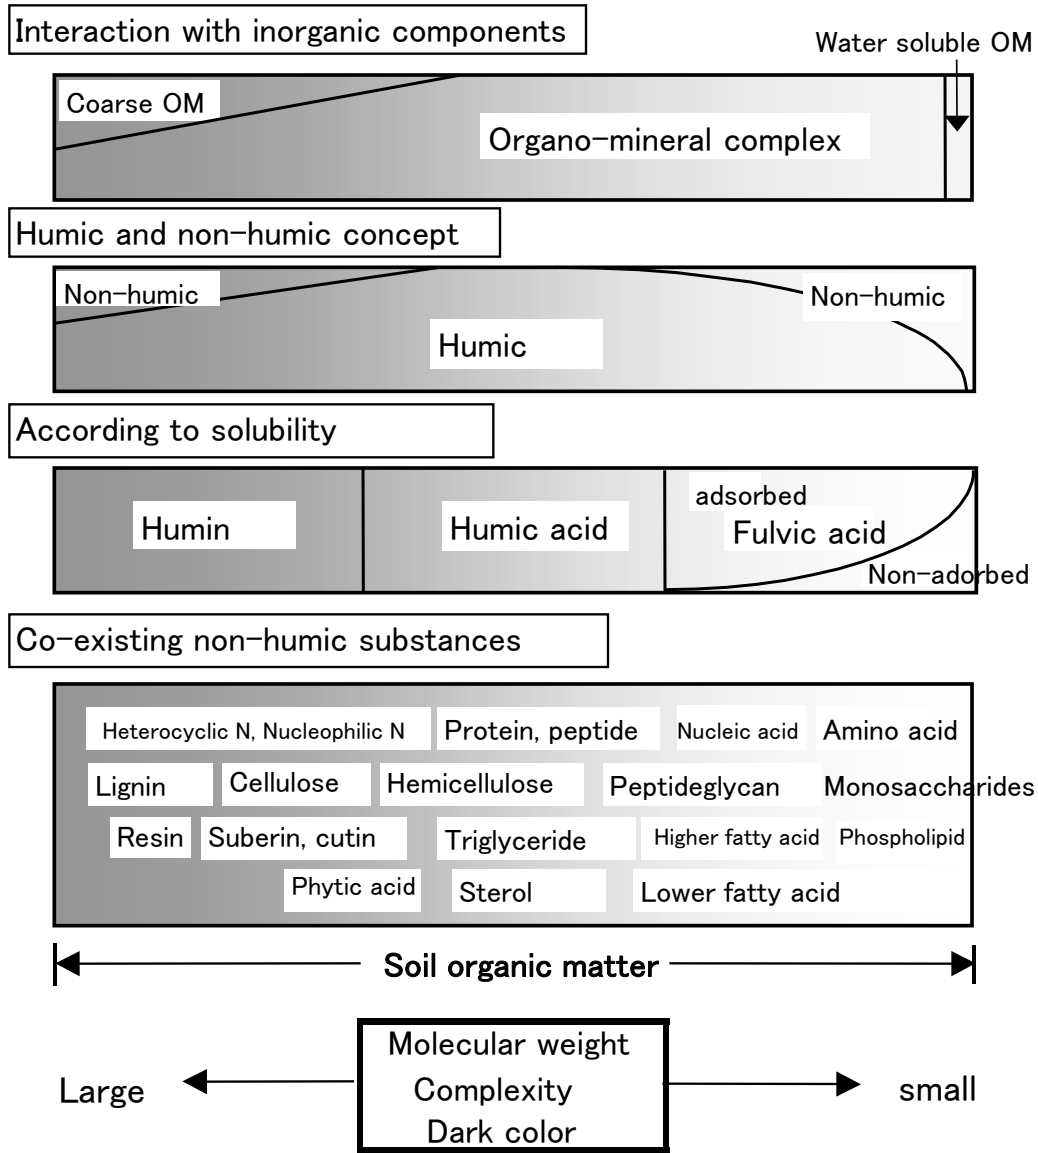 Interaction with inorganic components
Water soluble OM
Coarse OM
Organo-mineral complex
Humic and non-humic concept
Non-humic
Non-humic
Humic
According to solubility
adsorbed
Humin
Humic acid
Fulvic acid
Non-adorbed
Co-existing non-humic substances
Heterocyclic N, Nucleophilic N
Protein, peptide
Nucleic acid
Amino acid
Lignin
Cellulose
Hemicellulose
Peptideglycan
Monosaccharides
Resin
Suberin, cutin
Triglyceride
Higher fatty acid
Phospholipid
Phytic acid
Sterol
Lower fatty acid
Soil organic matter
Molecular weight
Large
Complexity
small
Dark color